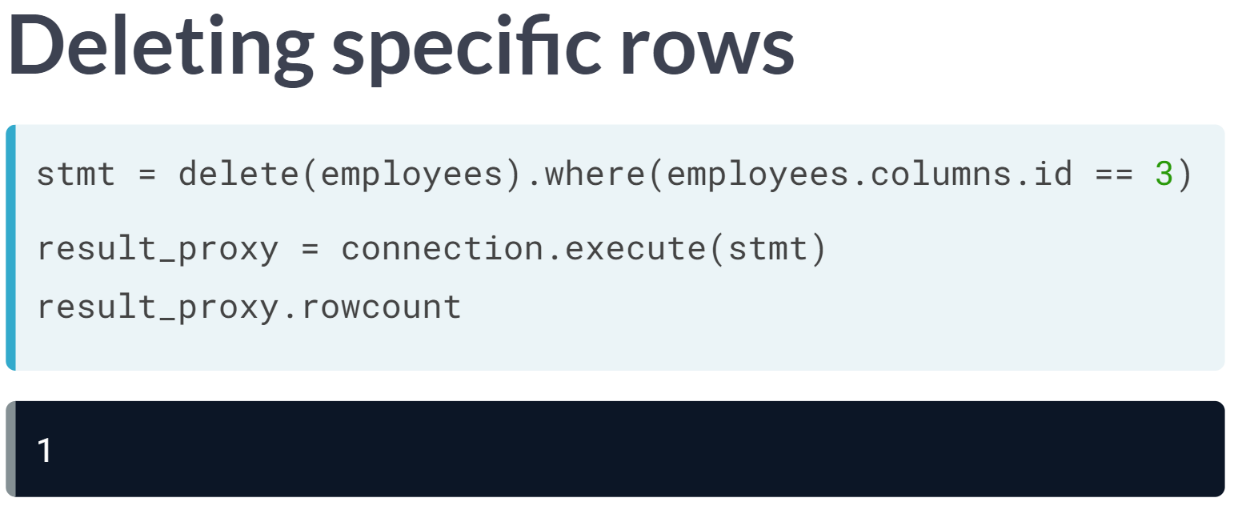 Deleting specific rows
stmt = delete(employees).where(employees.columns.id == 3)
result_proxy = connection.execute(stmt)
result_proxy.rowcount
1